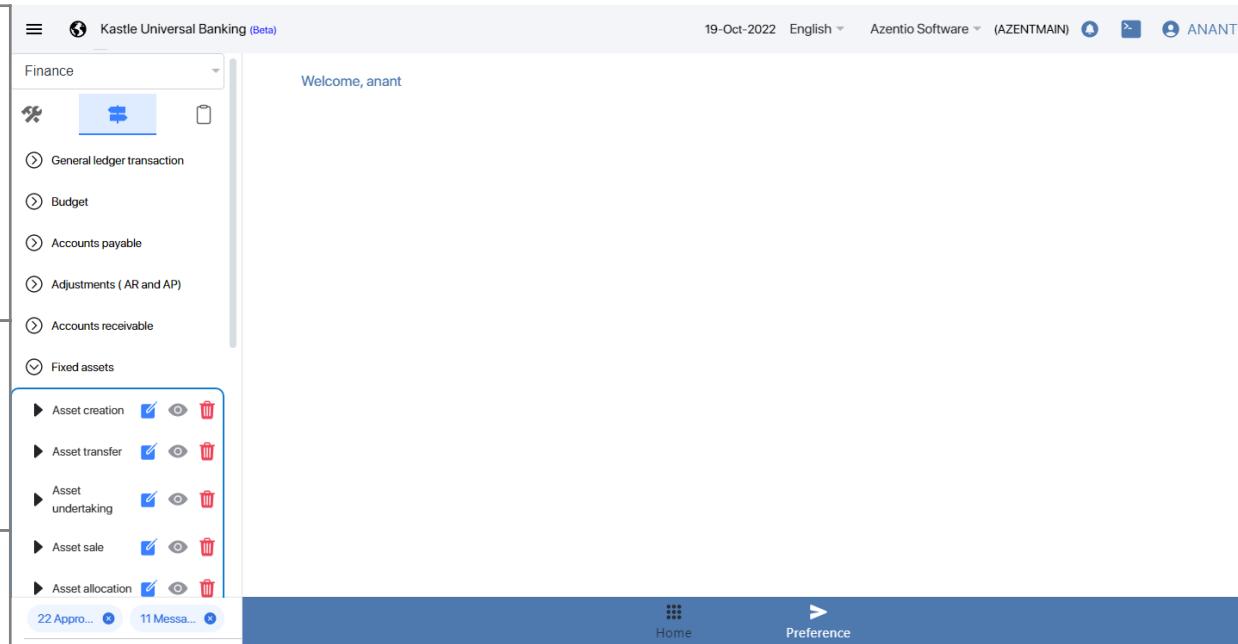 Kastle Universal Banking (Beta)
19-Oct-2022 English Azentio Software (AZENTMAIN) ANANT
Finance
Welcome, anant
General ledger transaction
Budget
Accounts payable
Adjustments ( AR and AP)
Accounts receivable
Fixed assets
Asset creation
Asset transfer
Asset
undertaking
Asset sale
Asset allocation
22 Appro... 11 Messa...
Home Preference